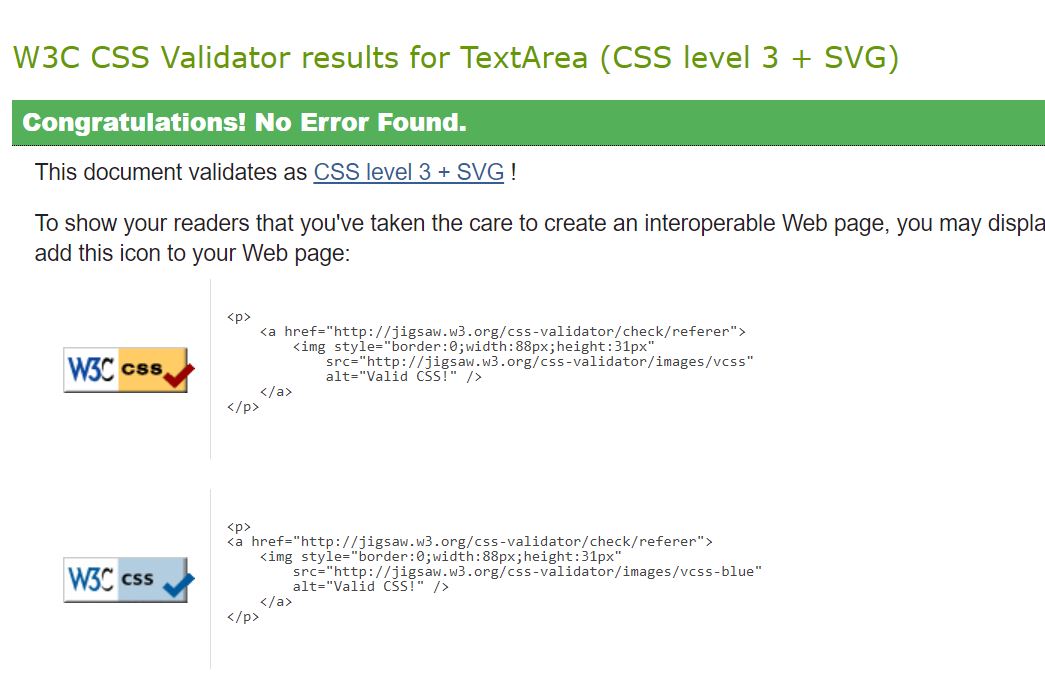 W3C CSS Validator results for TextArea (CSS level 3 + SVG)
Congratulations! No Error Found.
This document validates as CSS level 3 + SVG !
To show your readers that you've taken the care to create an interoperable Web page, you may displa
add this icon to your Web page:
W3C css
<p>
    <a href="http://jigsaw.w3.org/css-validator/check/referer">
        <img style="border:0;width:88px;height:31px"
            src="http://jigsaw.w3.org/css-validator/images/vcss"
            alt="Valid CSS!" />
    </a>
</p>
W3C css
<p>
<a href="http://jigsaw.w3.org/css-validator/check/referer">
    <img style="border:0;width:88px;height:31px"
        src="http://jigsaw.w3.org/css-validator/images/vcss-blue"
        alt="Valid CSS!" />
    </a>
</p>